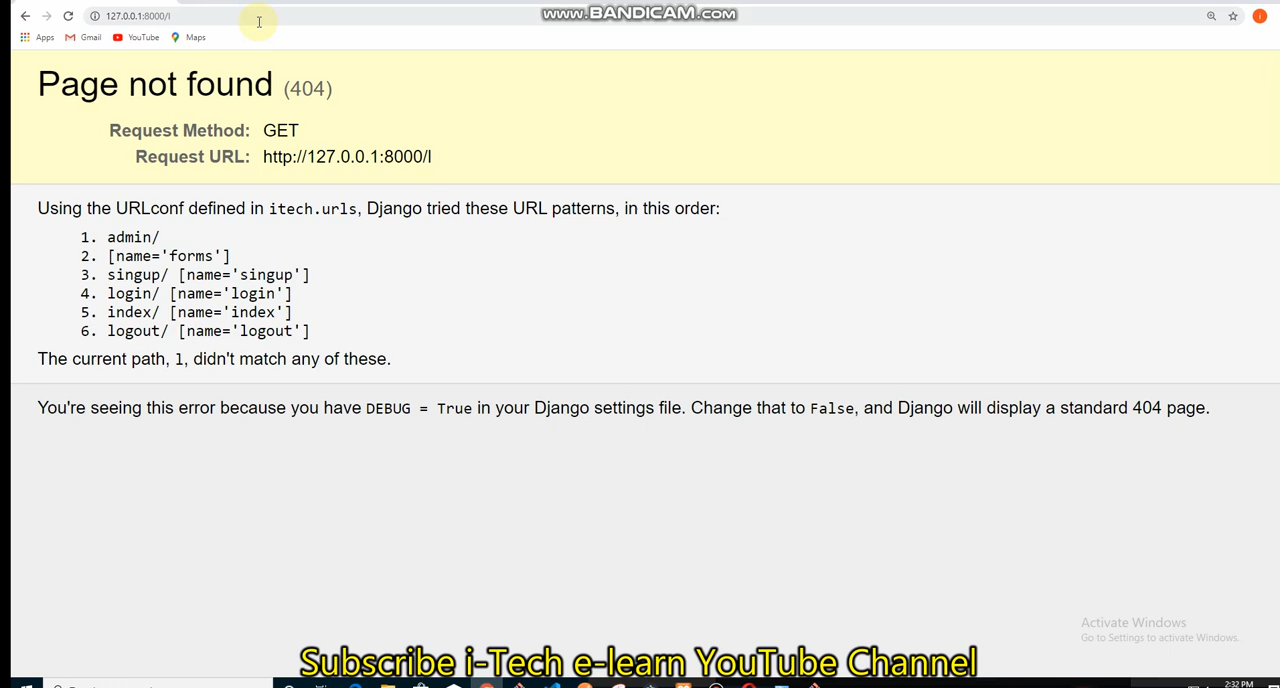 127.0.0.1:8000/l
www.BANDICAM.com
Apps Gmail YouTube Maps
Page not found (404)
Request Method: GET
Request URL: http://127.0.0.1:8000/l
Using the URLconf defined in itech.urls, Django tried these URL patterns, in this order:
1. admin/
2. [name='forms']
3. singup/ [name='singup']
4. login/ [name='login']
5. index/ [name='index']
6. logout/ [name='logout']
The current path, l, didn't match any of these.
You're seeing this error because you have DEBUG = True in your Django settings file. Change that to False, and Django will display a standard 404 page.
Activate Windows
Go to Settings to activate Windows.
Subscribe i-Tech e-learn YouTube Channel
2:32 PM